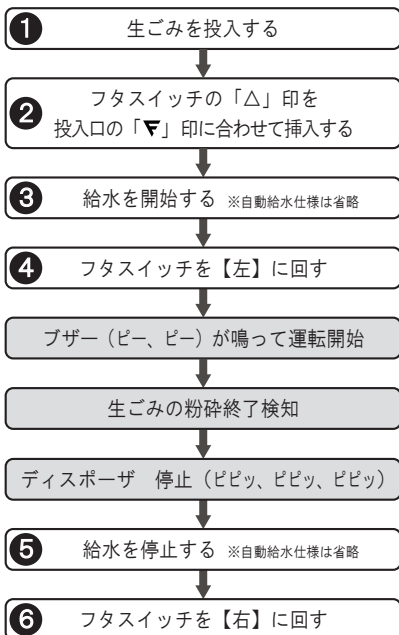 ❶ 生ごみを投入する
❷ フタスイッチの「△」印を
投入口の「▼」印に合わせて挿入する
❸ 給水を開始する ※自動給水仕様は省略
❹ フタスイッチを【左】に回す
ブザー（ピー、ピー）が鳴って運転開始
生ごみの粉砕終了検知
ディスポーザ　停止（ピピッ、ピピッ、ピピッ）
❺ 給水を停止する ※自動給水仕様は省略
❻ フタスイッチを【右】に回す